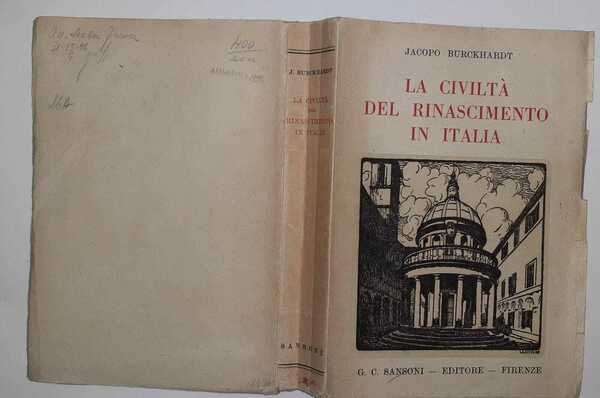 400
J. BURCKHARDT
LA CIVILTÀ
DEL
RINASCIMENTO
IN ITALIA
SANSONI
JACOPO BURCKHARDT
LA CIVILTÀ
DEL RINASCIMENTO
IN ITALIA
G. C. SANSONI — EDITORE — FIRENZE